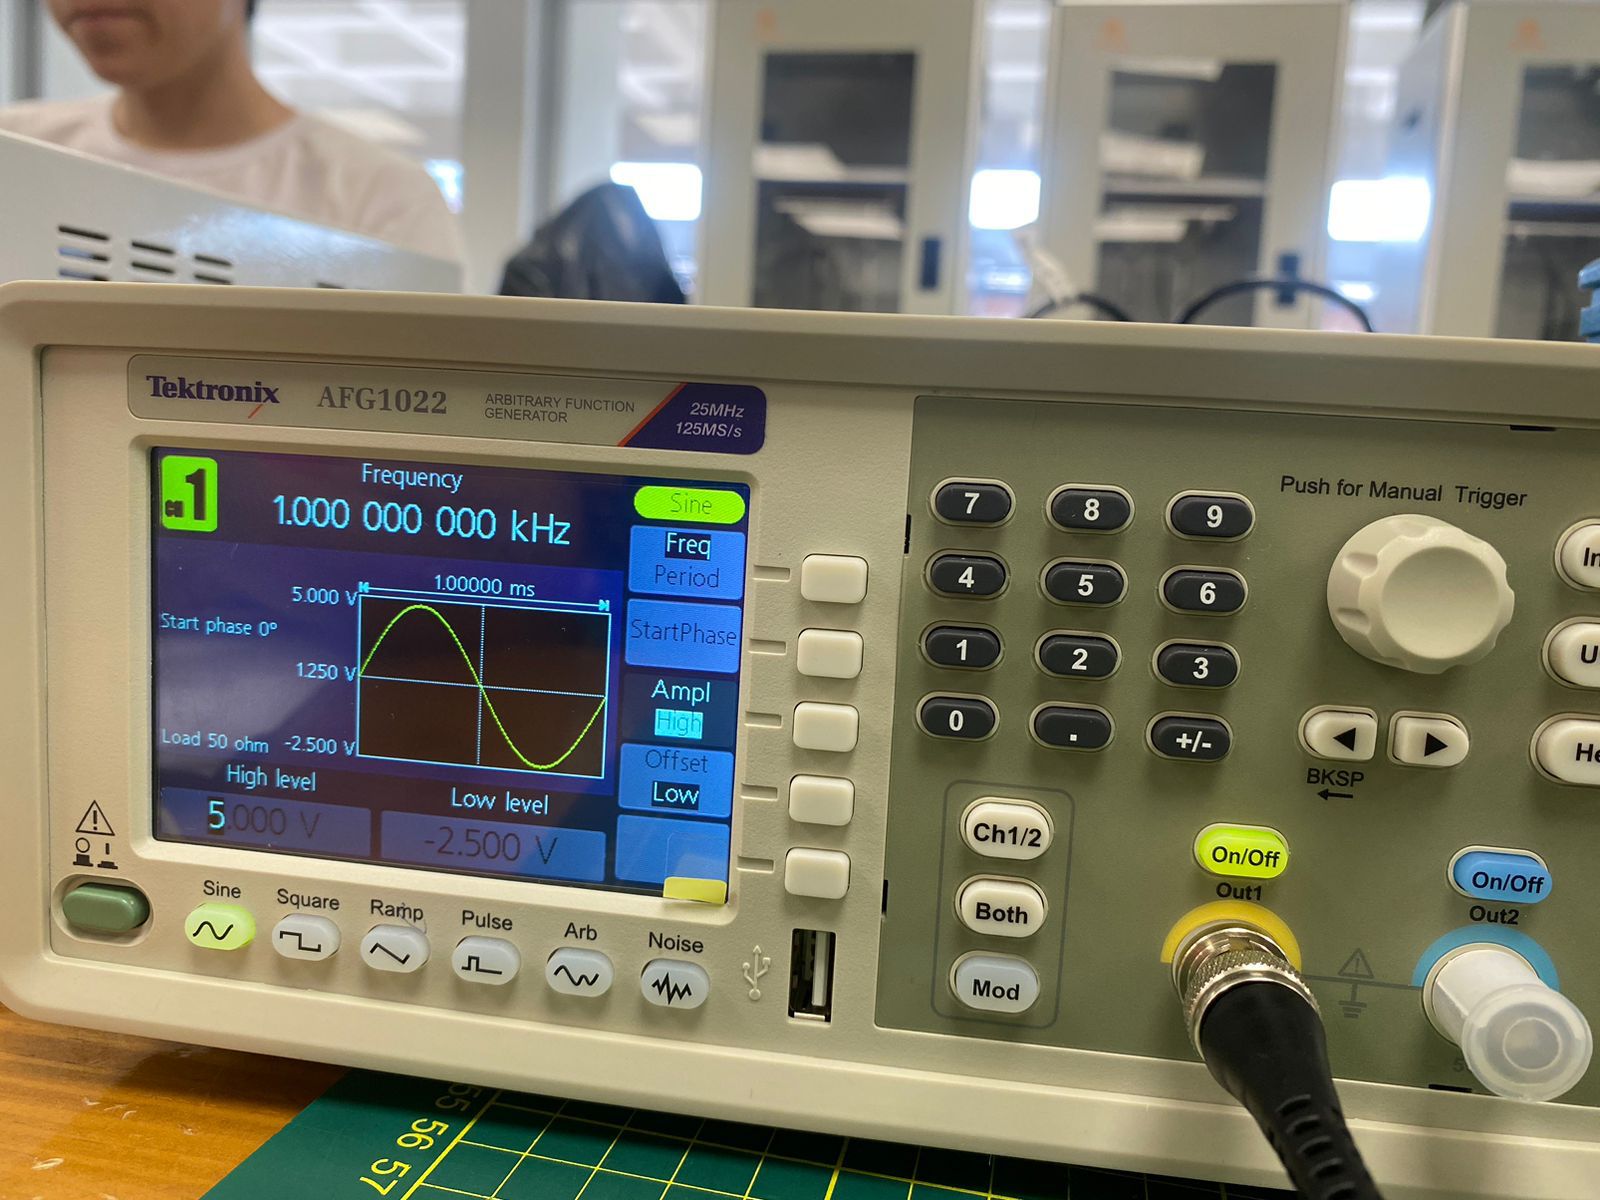 Tektronix AFG1022 ARBITRARY FUNCTION
GENERATOR
25MHz
125MS/s
CH1
Frequency
1.000 000 000 kHz
Sine
Freq
Period
StartPhase
Ampl
High
Offset
Low
1.00000 ms
5.000 V
Start phase 0°
1.250 V
Load 50 ohm
-2.500 V
High level
5.000 V
Low level
-2.500 V
Sine
Square
Ramp
Pulse
Arb
Noise
7 8 9
4 5 6
1 2 3
0 . +/-
Push for Manual Trigger
BKSP
Ch1/2
Both
Mod
On/Off
Out1
On/Off
Out2
55 56 57